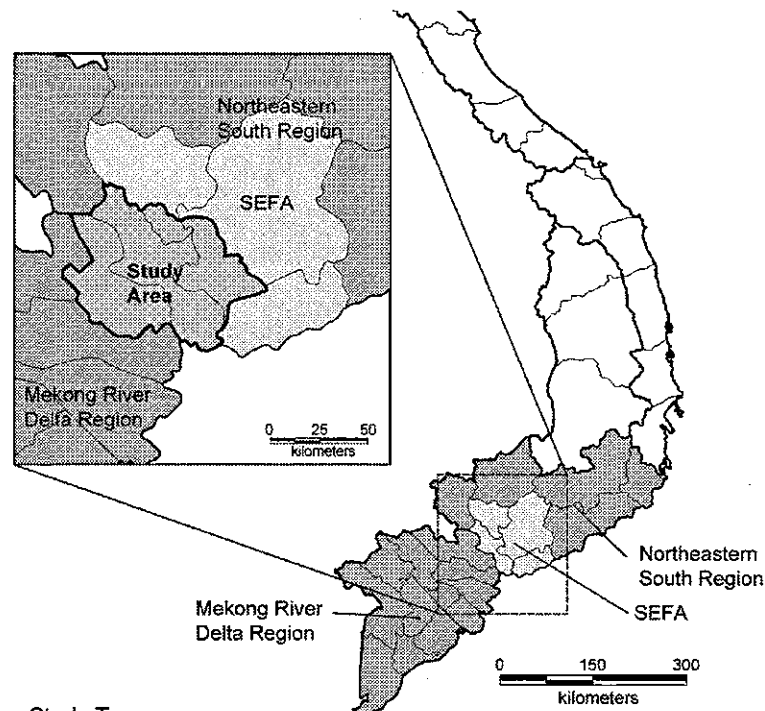 Northeastern
South Region
SEFA
Study
Area
Mekong River
Delta Region
0 25 50
kilometers
Northeastern
South Region
SEFA
Mekong River
Delta Region
0 150 300
kilometers